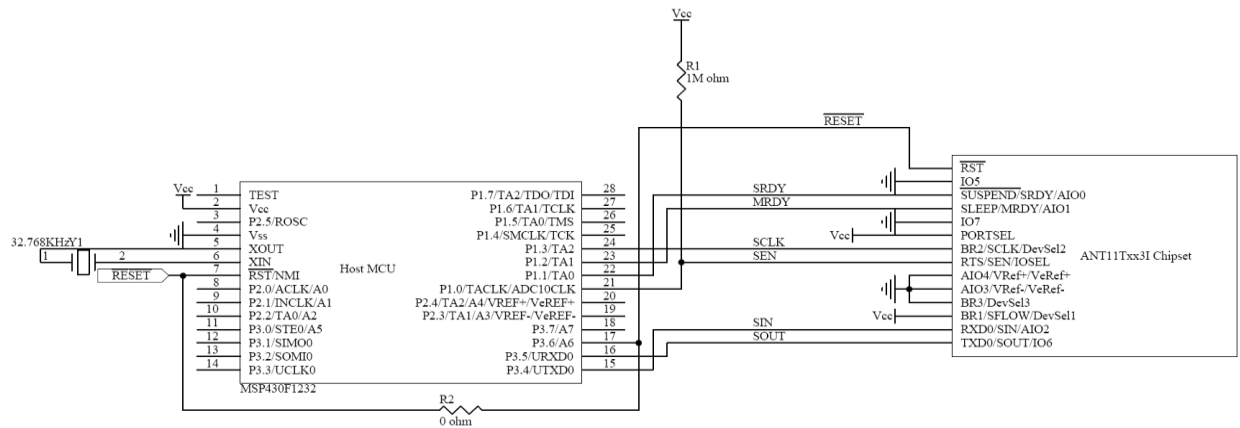 Vcc
R1
1M ohm
RESET
RST
ANT11Txx3I Chipset
IO5
SUSPEND/SRDY/AIO0
SLEEP/MRDY/AIO1
IO7
PORTSEL
BR2/SCLK/DevSel2
RTS/SEN/IOSEL
AIO4/VRef+/VeRef+
AIO3/VRef-/VeRef-
BR3/DevSel3
BR1/SFLOW/DevSel1
RXD0/SIN/AIO2
TXD0/SOUT/IO6
Vcc
Vcc
SRDY
MRDY
SCLK
SEN
SIN
SOUT
Vcc
32.768KHzY1
1
2
RESET
1 TEST
2 Vcc
3 P2.5/ROSC
4 Vss
5 XOUT
6 XIN
7 RST/NMI
8 P2.0/ACLK/A0
9 P2.1/INCLK/A1
10 P2.2/TA0/A2
11 P3.0/STE0/A5
12 P3.1/SIMO0
13 P3.2/SOMI0
14 P3.3/UCLK0
Host MCU
P1.7/TA2/TDO/TDI 28
P1.6/TA1/TCLK 27
P1.5/TA0/TMS 26
P1.4/SMCLK/TCK 25
P1.3/TA2 24
P1.2/TA1 23
P1.1/TA0 22
P1.0/TACLK/ADC10CLK 21
P2.4/TA2/A4/VREF+/VeREF+ 20
P2.3/TA1/A3/VREF-/VeREF- 19
P3.7/A7 18
P3.6/A6 17
P3.5/URXD0 16
P3.4/UTXD0 15
MSP430F1232
R2
0 ohm